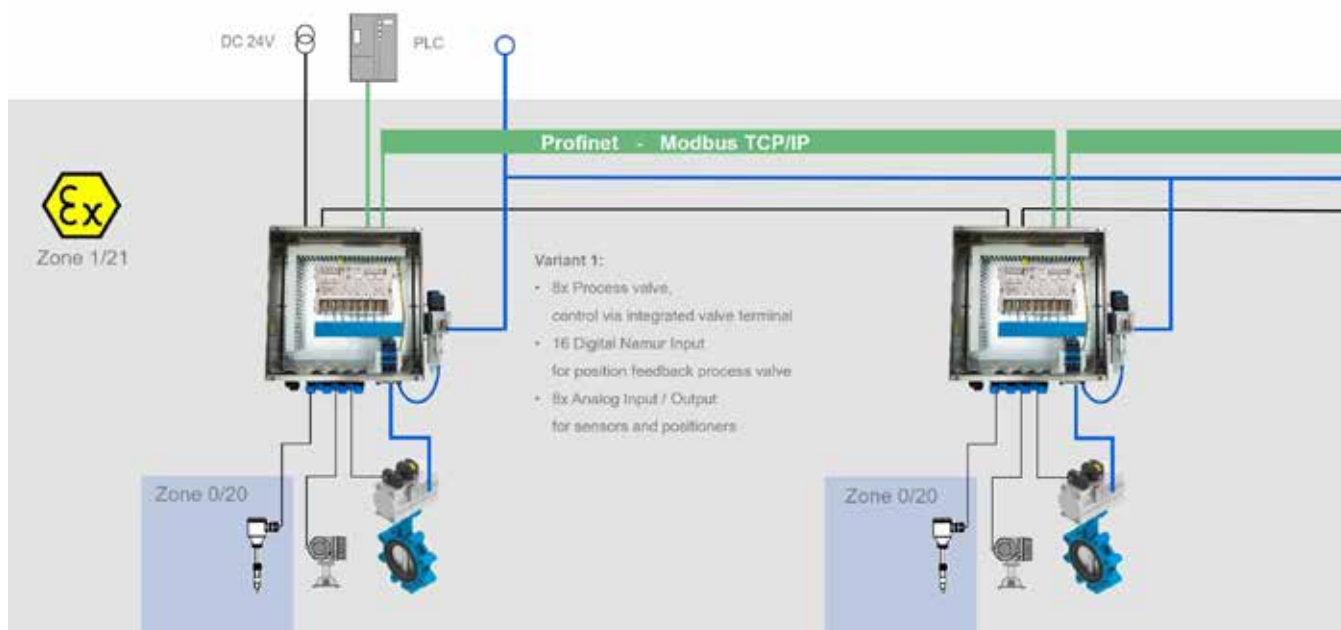 DC 24V
PLC
Profinet - Modbus TCP/IP
Ex
Zone 1/21
Variant 1:
• 8x Process valve,
control via integrated valve terminal
• 16 Digital Namur Input
for position feedback process valve
• 8x Analog Input / Output
for sensors and positioners
Zone 0/20
Zone 0/20